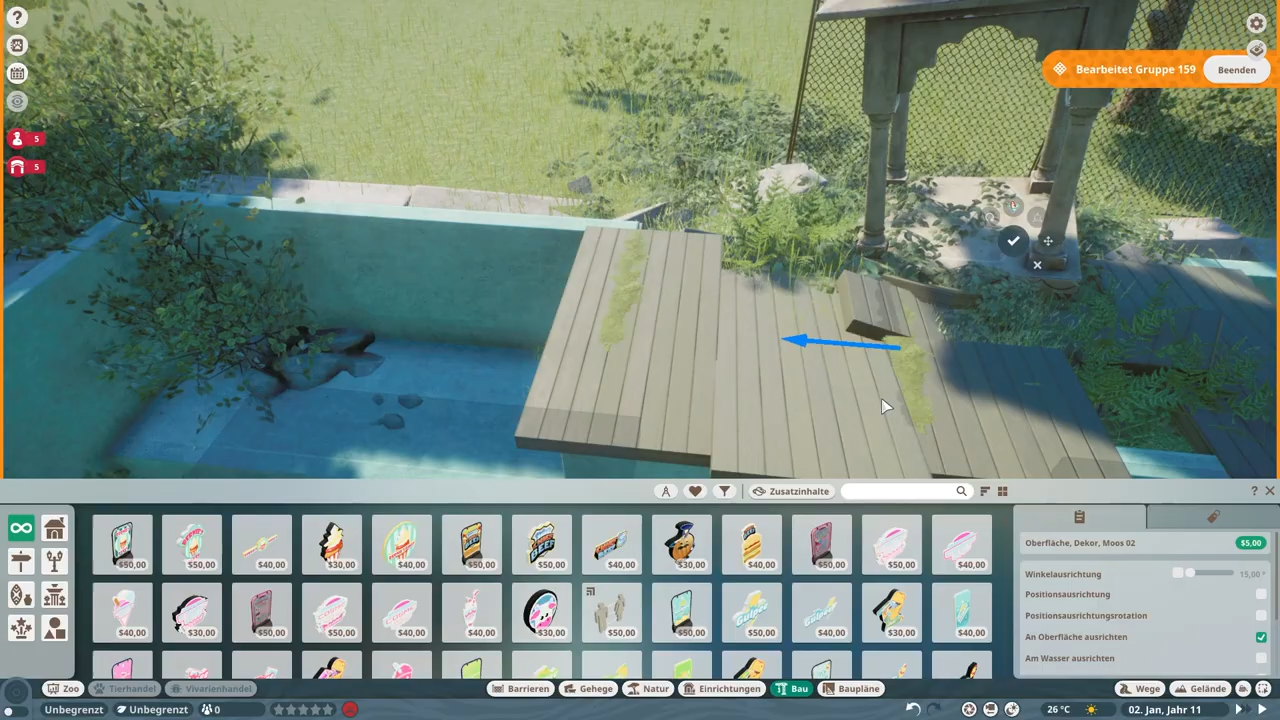 ?
Bearbeitet Gruppe 159
Beenden
5
5
Zusatzinhalte
? ×
$50,00 $50,00 $40,00 $30,00 $40,00 $50,00 $50,00 $40,00 $30,00 $40,00 $50,00 $50,00 $40,00
$40,00 $30,00 $50,00 $50,00 $40,00 $40,00 $30,00 $50,00 $50,00 $50,00 $40,00 $30,00 $40,00
Oberfläche, Dekor, Moos 02 $5,00
Winkelausrichtung 15,00 °
Positionsausrichtung
Positionsausrichtungsrotation
An Oberfläche ausrichten
Am Wasser ausrichten
Zoo Tierhandel Vivarienhandel Barrieren Gehege Natur Einrichtungen Bau Baupläne Wege Gelände
Unbegrenzt Unbegrenzt 0 26 °C 02. Jan, Jahr 11